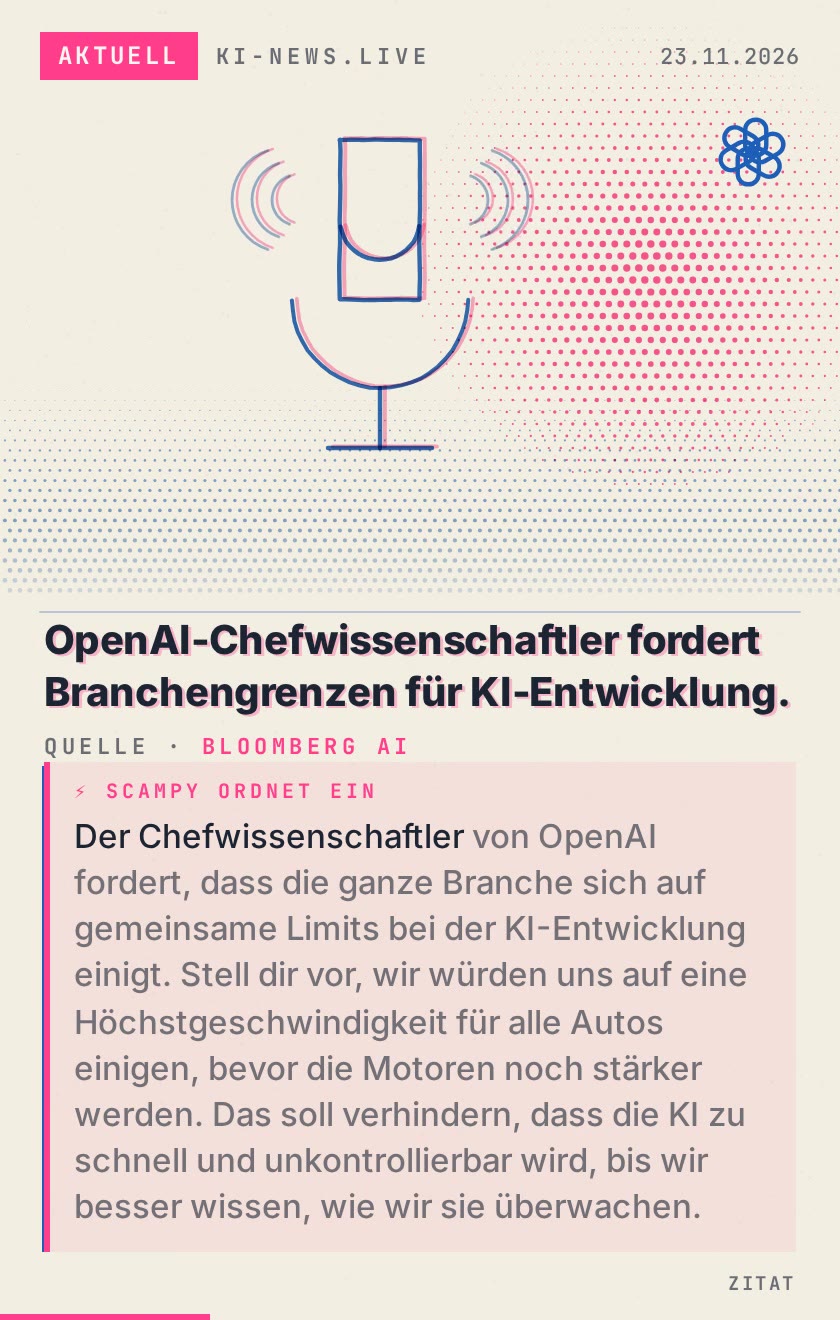 AKTUELL KI-NEWS.LIVE 23.11.2026
OpenAI-Chefwissenschaftler fordert
Branchengrenzen für KI-Entwicklung.
QUELLE · BLOOMBERG AI
⚡ SCAMPY ORDNET EIN
Der Chefwissenschaftler von OpenAI
fordert, dass die ganze Branche sich auf
gemeinsame Limits bei der KI-Entwicklung
einigt. Stell dir vor, wir würden uns auf eine
Höchstgeschwindigkeit für alle Autos
einigen, bevor die Motoren noch stärker
werden. Das soll verhindern, dass die KI zu
schnell und unkontrollierbar wird, bis wir
besser wissen, wie wir sie überwachen.
ZITAT